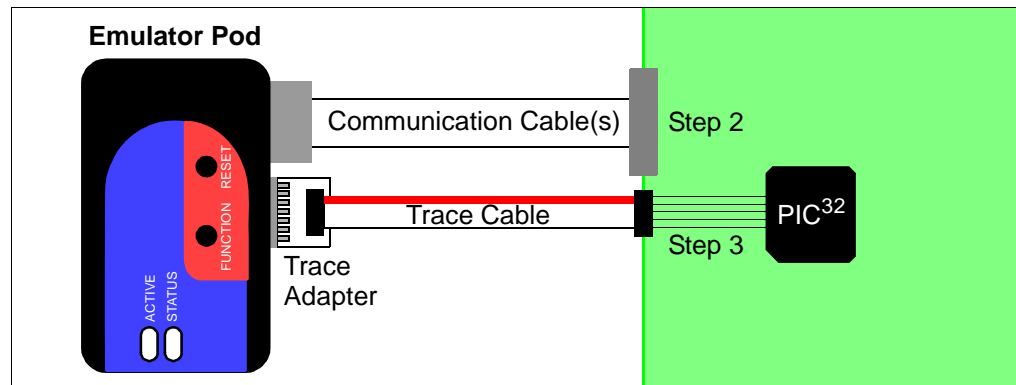 Emulator Pod
Communication Cable(s)
Step 2
RESET
FUNCTION
Trace Cable
PIC32
Step 3
Trace
Adapter
ACTIVE
STATUS